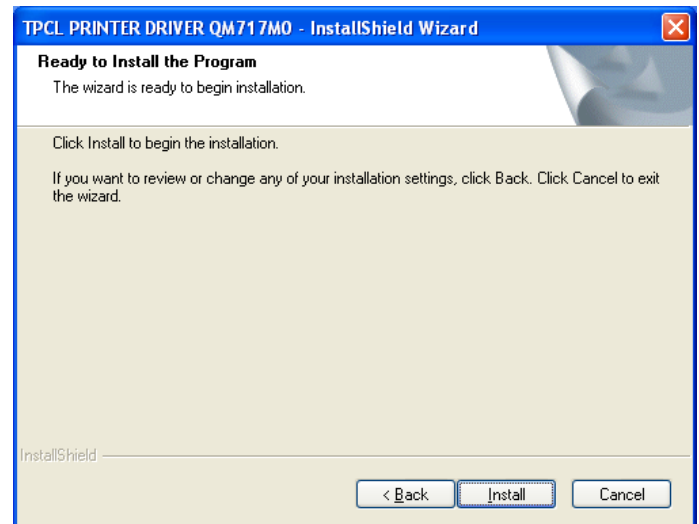 TPCL PRINTER DRIVER QM717M0 - InstallShield Wizard
Ready to Install the Program
The wizard is ready to begin installation.
Click Install to begin the installation.
If you want to review or change any of your installation settings, click Back. Click Cancel to exit
the wizard.
InstallShield
< Back Install Cancel